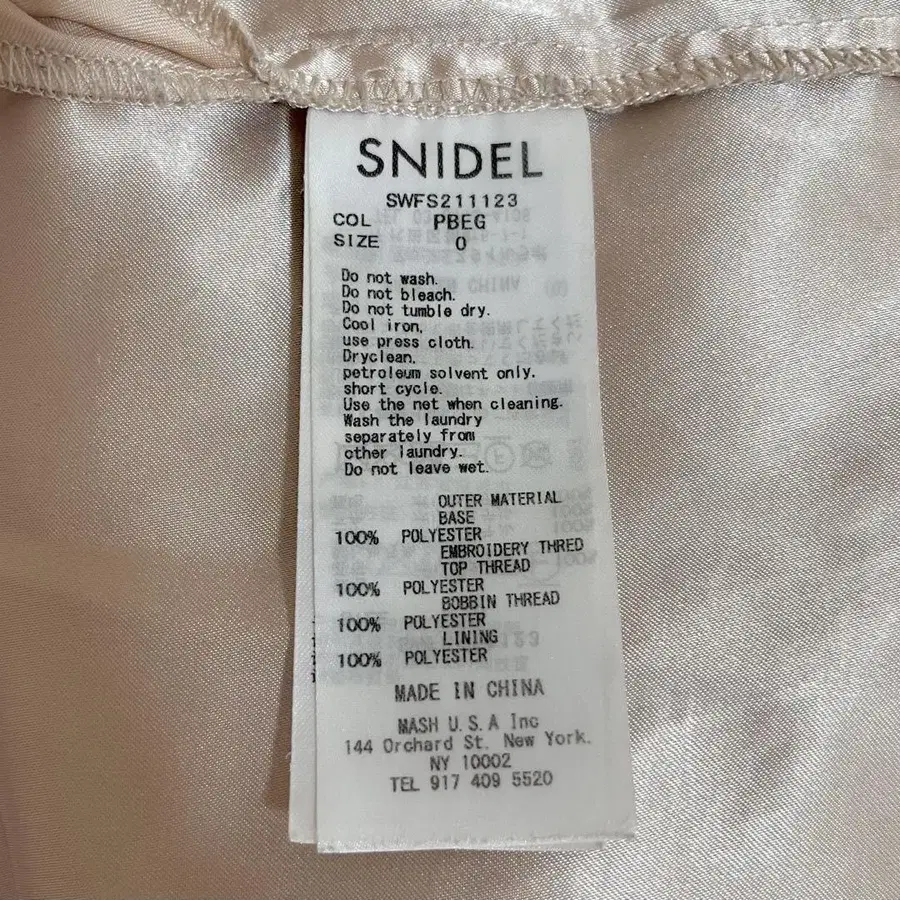 SNIDEL
SWFS211123
COL PBEG
SIZE 0
Do not wash.
Do not bleach.
Do not tumble dry.
Cool iron,
use press cloth.
Dryclean.
petroleum solvent only.
short cycle.
Use the net when cleaning.
Wash the laundry
separately from
other laundry.
Do not leave wet.
OUTER MATERIAL
BASE
100% POLYESTER
EMBROIDERY THRED
TOP THREAD
100% POLYESTER
BOBBIN THREAD
100% POLYESTER
LINING
100% POLYESTER
MADE IN CHINA
MASH U.S.A Inc
144 Orchard St. New York.
NY 10002
TEL 917 409 5520